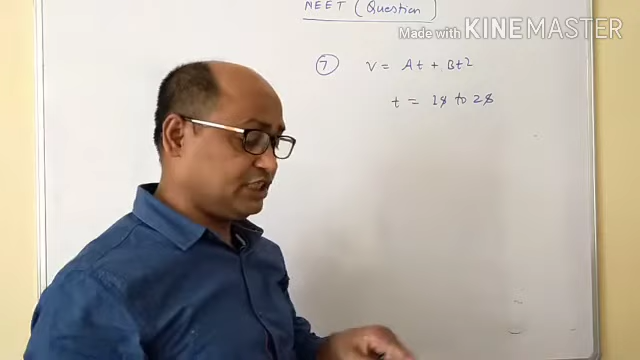 NEET (Question)
Made with KINEMASTER
7 v = At + Bt2
t = 1s to 2s